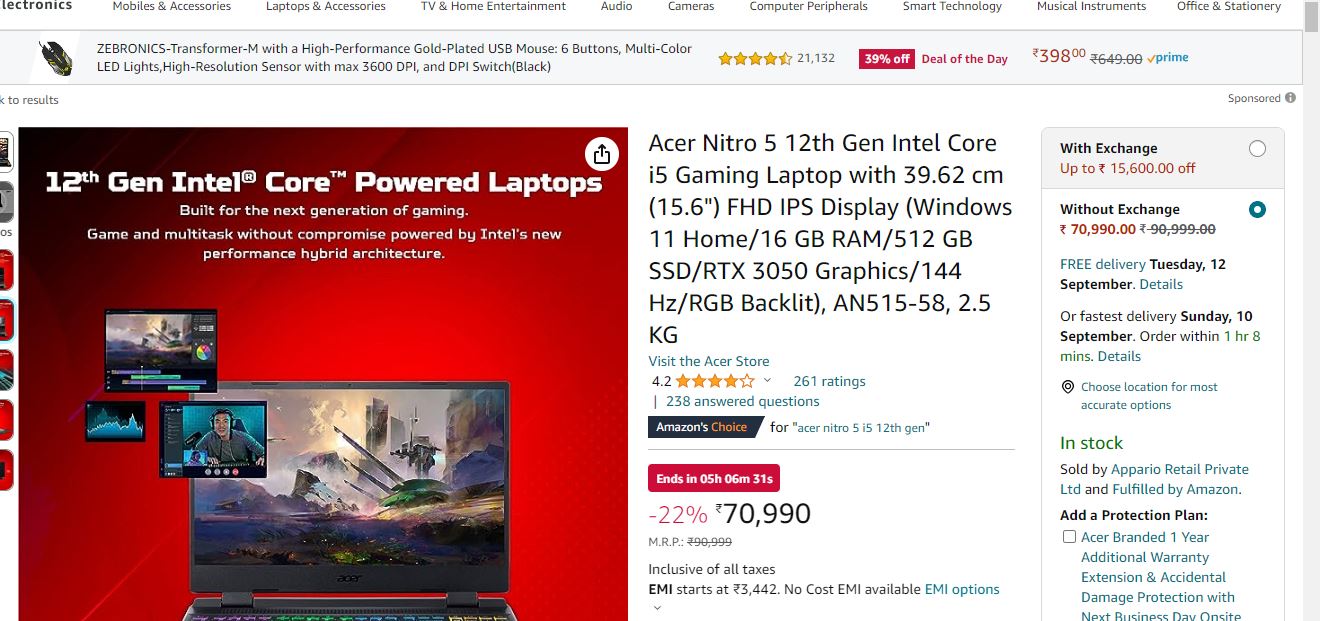 lectronics
Mobiles & Accessories
Laptops & Accessories
TV & Home Entertainment
Audio
Cameras
Computer Peripherals
Smart Technology
Musical Instruments
Office & Stationery
ZEBRONICS-Transformer-M with a High-Performance Gold-Plated USB Mouse: 6 Buttons, Multi-Color
LED Lights,High-Resolution Sensor with max 3600 DPI, and DPI Switch(Black)
21,132
39% off
Deal of the Day
₹39800
₹649.00
prime
k to results
Sponsored
12th Gen Intel® Core™ Powered Laptops
Built for the next generation of gaming.
Game and multitask without compromise powered by Intel's new
performance hybrid architecture.
acer
os
Acer Nitro 5 12th Gen Intel Core
i5 Gaming Laptop with 39.62 cm
(15.6") FHD IPS Display (Windows
11 Home/16 GB RAM/512 GB
SSD/RTX 3050 Graphics/144
Hz/RGB Backlit), AN515-58, 2.5
KG
Visit the Acer Store
4.2
261 ratings
| 238 answered questions
Amazon's Choice
for "acer nitro 5 i5 12th gen"
Ends in 05h 06m 31s
-22% ₹70,990
M.R.P.: ₹90,999
Inclusive of all taxes
EMI starts at ₹3,442. No Cost EMI available EMI options
With Exchange
Up to ₹ 15,600.00 off
Without Exchange
₹ 70,990.00 ₹ 90,999.00
FREE delivery Tuesday, 12
September. Details
Or fastest delivery Sunday, 10
September. Order within 1 hr 8
mins. Details
Choose location for most
accurate options
In stock
Sold by Appario Retail Private
Ltd and Fulfilled by Amazon.
Add a Protection Plan:
Acer Branded 1 Year
Additional Warranty
Extension & Accidental
Damage Protection with
Next Business Day Onsite